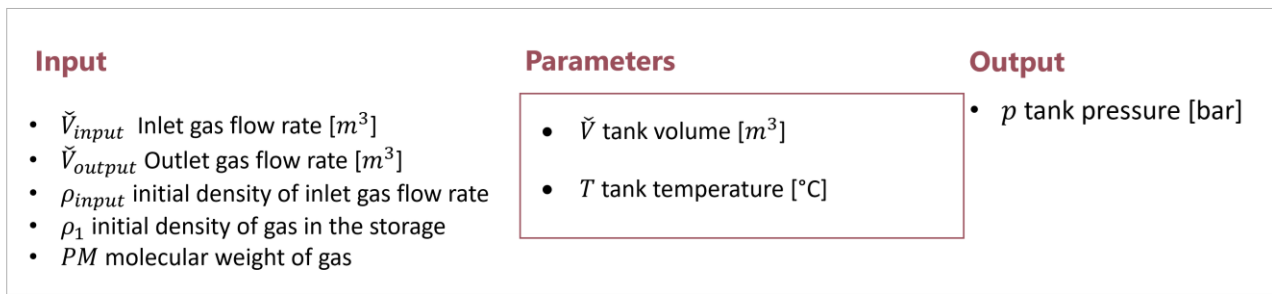 Input
• V̌input Inlet gas flow rate [m³]
• V̌output Outlet gas flow rate [m³]
• ρinput initial density of inlet gas flow rate
• ρ1 initial density of gas in the storage
• PM molecular weight of gas
Parameters
• V̌ tank volume [m³]
• T tank temperature [°C]
Output
• p tank pressure [bar]